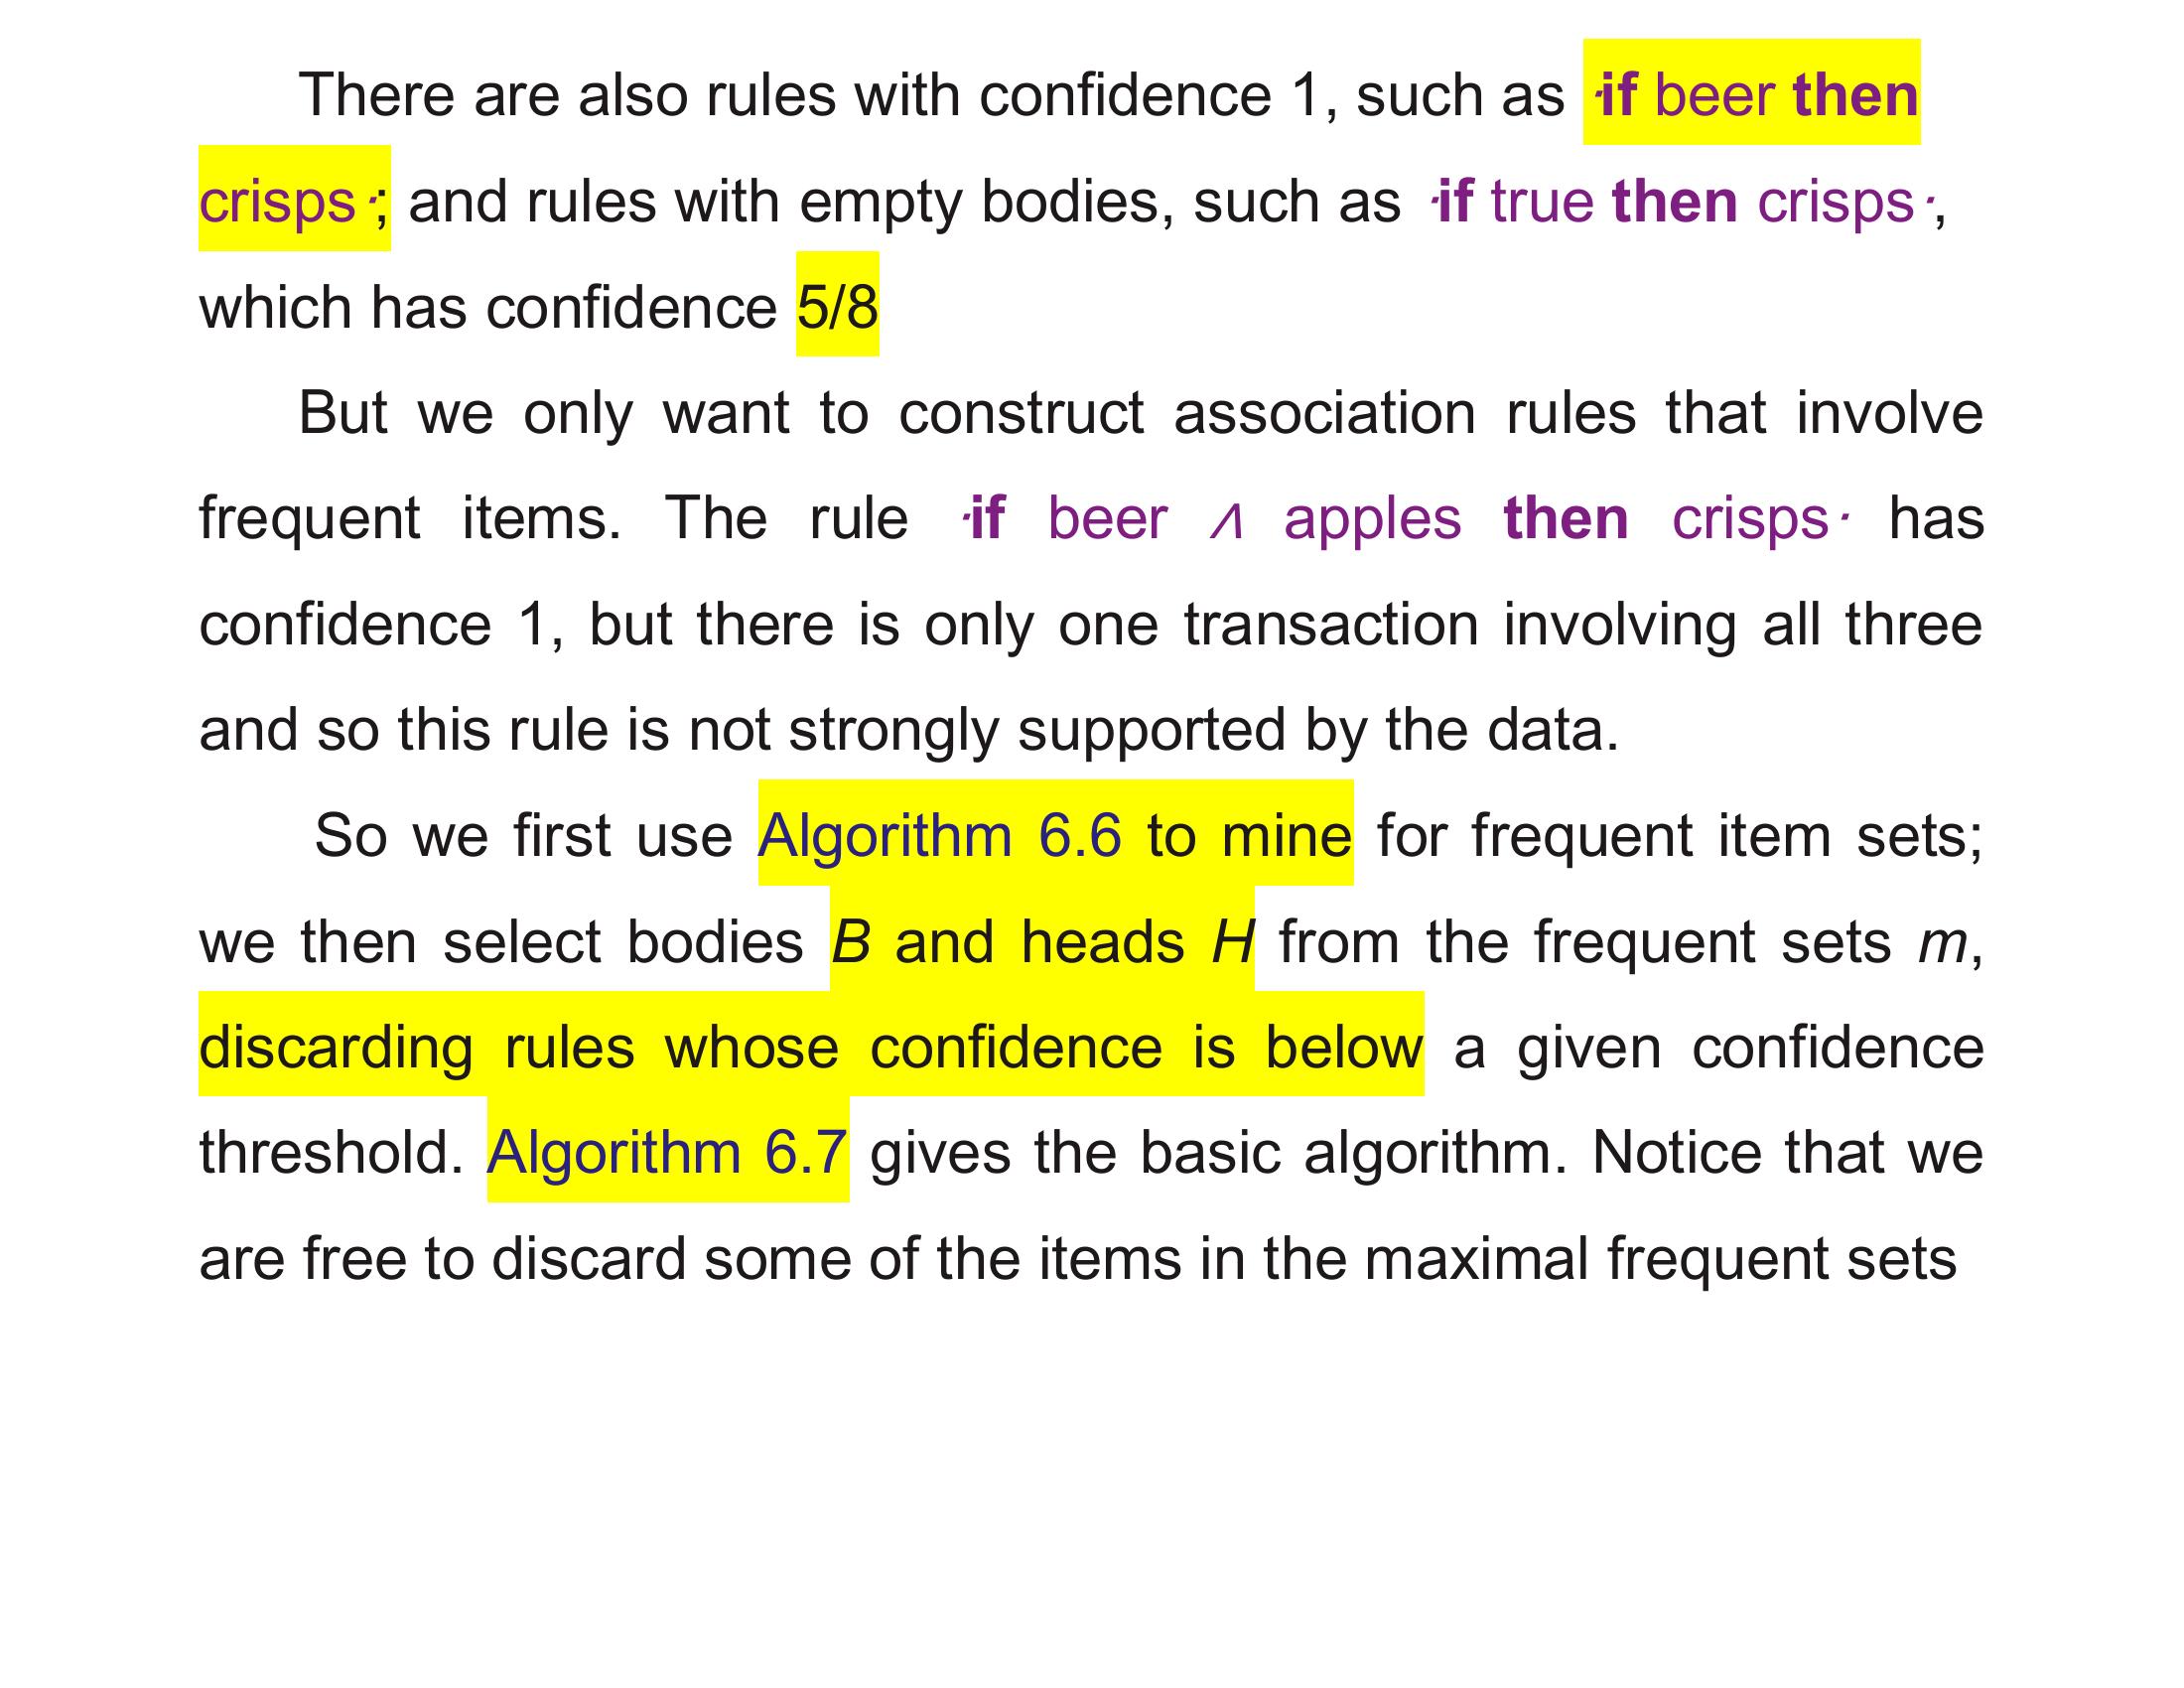 There are also rules with confidence 1, such as ·if beer then
crisps·; and rules with empty bodies, such as ·if true then crisps·,
which has confidence 5/8
But we only want to construct association rules that involve
frequent items. The rule ·if beer ∧ apples then crisps· has
confidence 1, but there is only one transaction involving all three
and so this rule is not strongly supported by the data.
So we first use Algorithm 6.6 to mine for frequent item sets;
we then select bodies B and heads H from the frequent sets m,
discarding rules whose confidence is below a given confidence
threshold. Algorithm 6.7 gives the basic algorithm. Notice that we
are free to discard some of the items in the maximal frequent sets